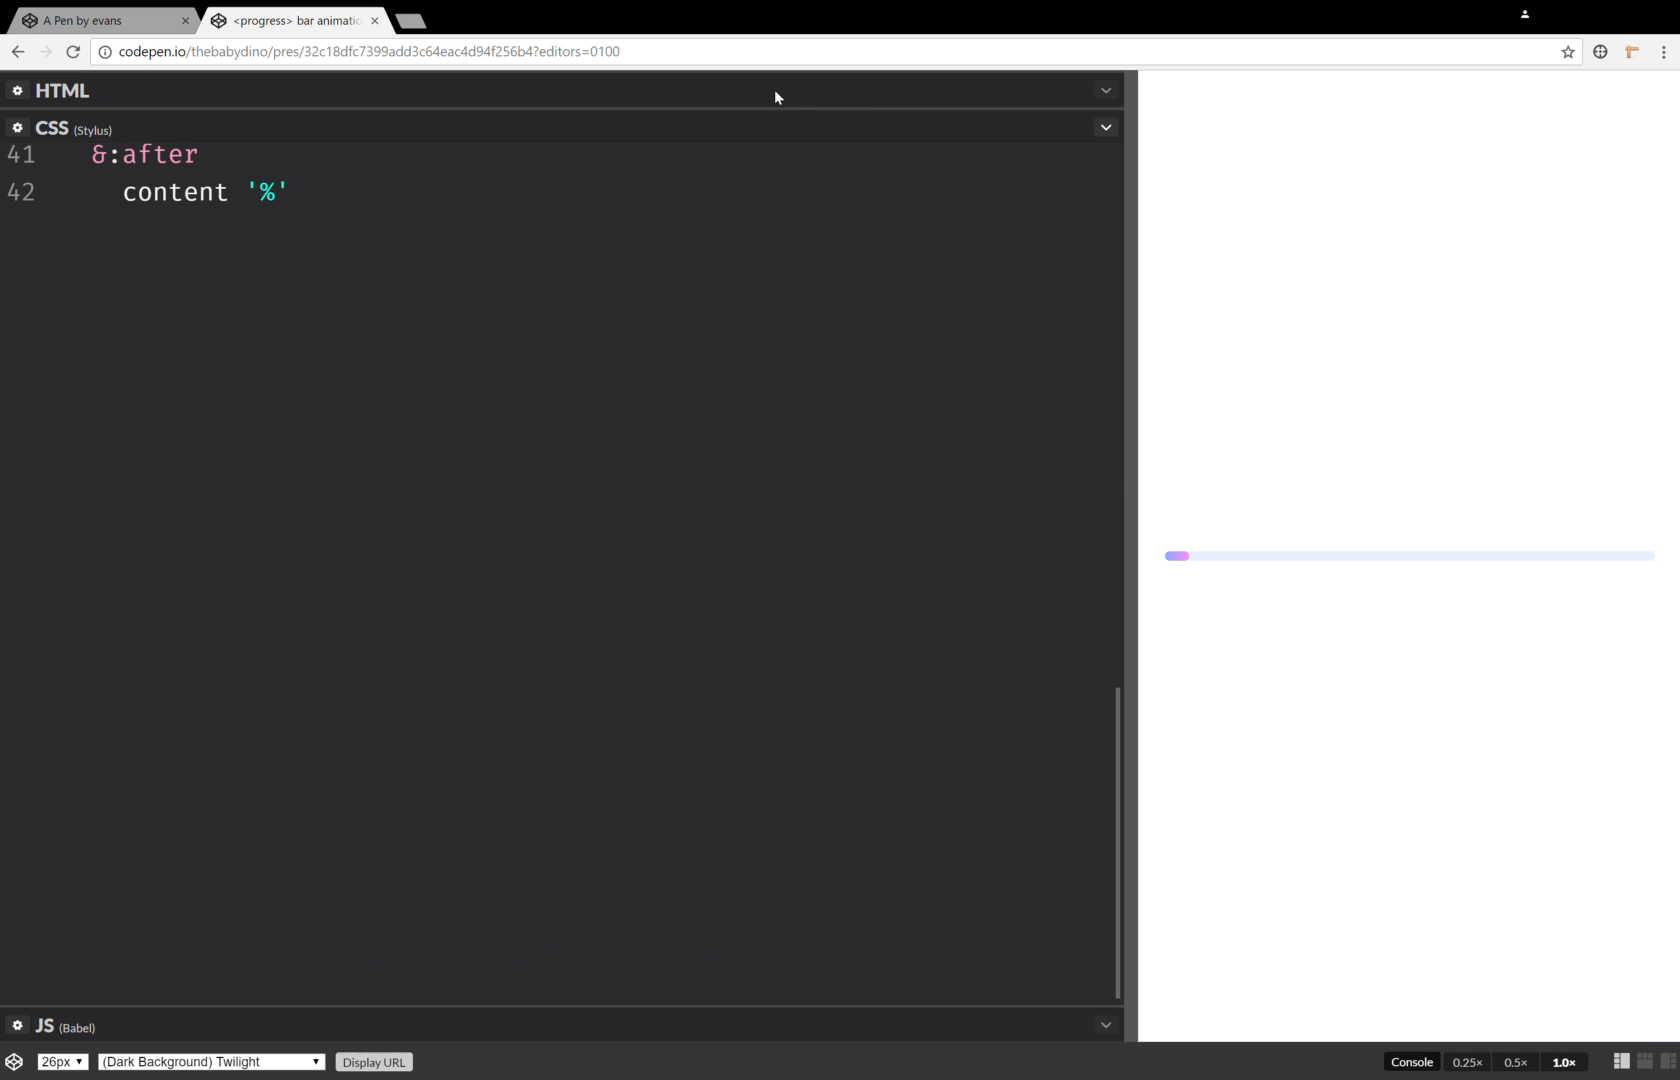 A Pen by evans
<progress> bar animatio
codepen.io/thebabydino/pres/32c18dfc7399add3c64eac4d94f256b4?editors=0100
HTML
CSS (Stylus)
41 &:after
42 content '%'
JS (Babel)
26px
(Dark Background) Twilight
Display URL
Console 0.25× 0.5× 1.0×